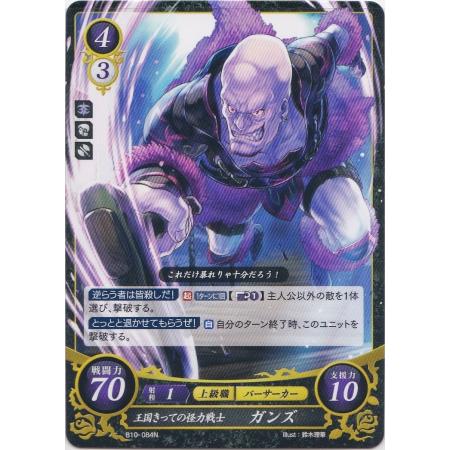 4
3
これだけ暴れりゃ十分だろう!
逆らう者は皆殺しだ! 起 1ターンに1回 【1】主人公以外の敵を1体
選び、撃破する。
とっとと退かせてもらうぜ! 自 自分のターン終了時、このユニット
を撃破する。
戦闘力
70
射程 1 上級職 バーサーカー
支援力
10
王国きっての怪力戦士 ガンズ
B10-084N
Illust:鈴木理華